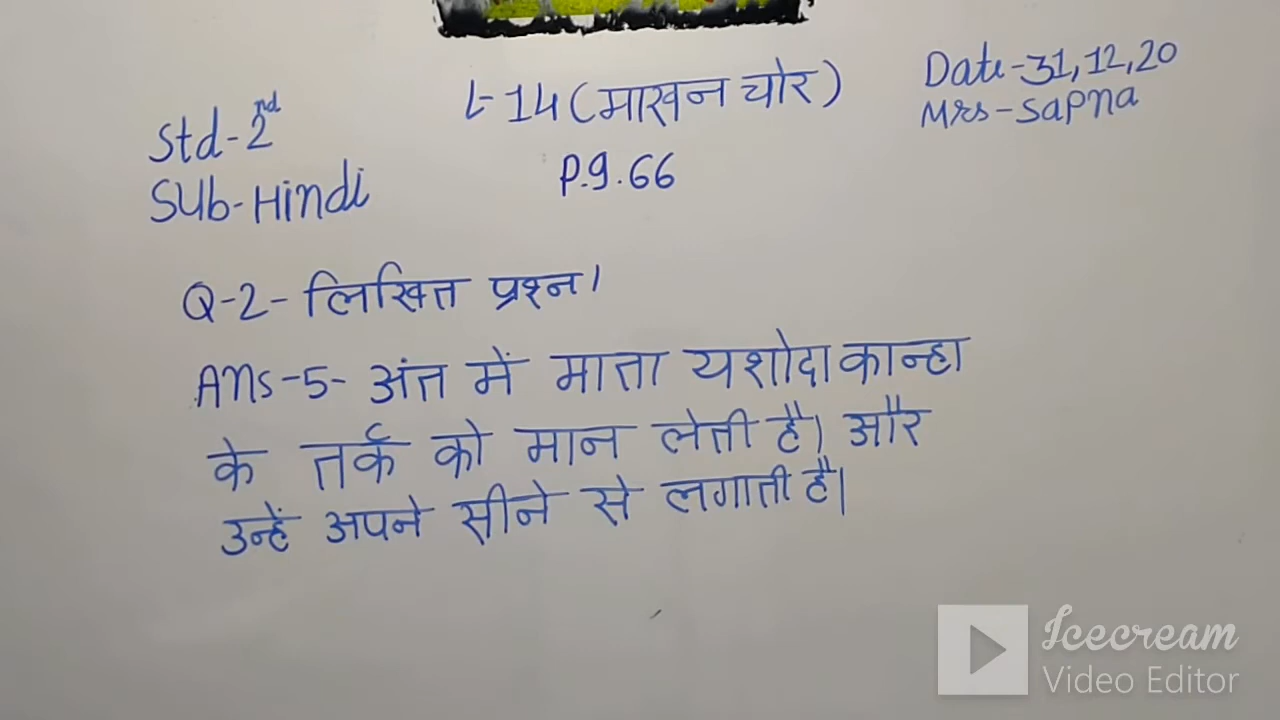 Std-2nd
Sub-Hindi
L-14 (माखन चोर)
P.g.66
Date-31,12,20
Mrs-Sapna
Q-2- लिखित प्रश्न।
Ans-5- अंत में माता यशोदा कान्हा
के तर्क को मान लेती है। और
उन्हें अपने सीने से लगाती है।
Icecream
Video Editor